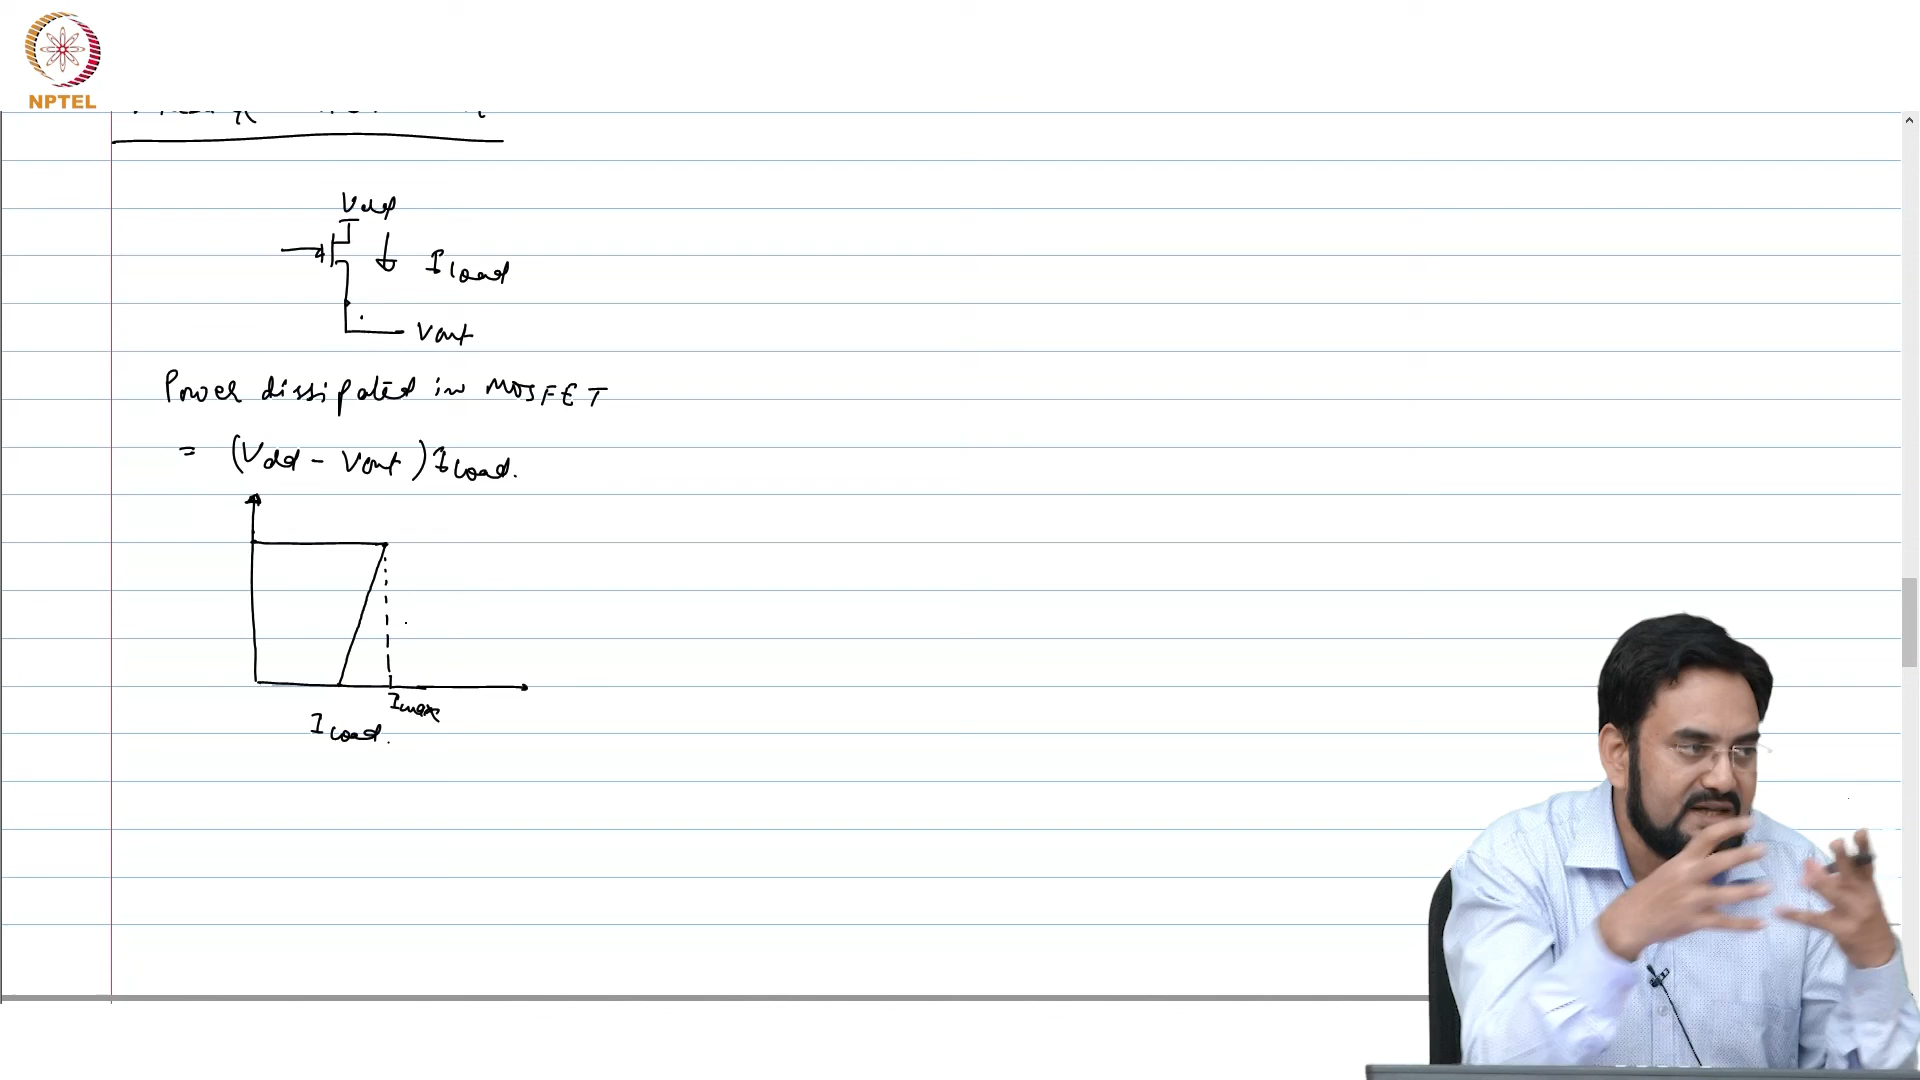 NPTEL
Vdd
Iload
Vout
Power dissipated in MOSFET
= (Vdd - Vout) Iload.
Imax
Iload.